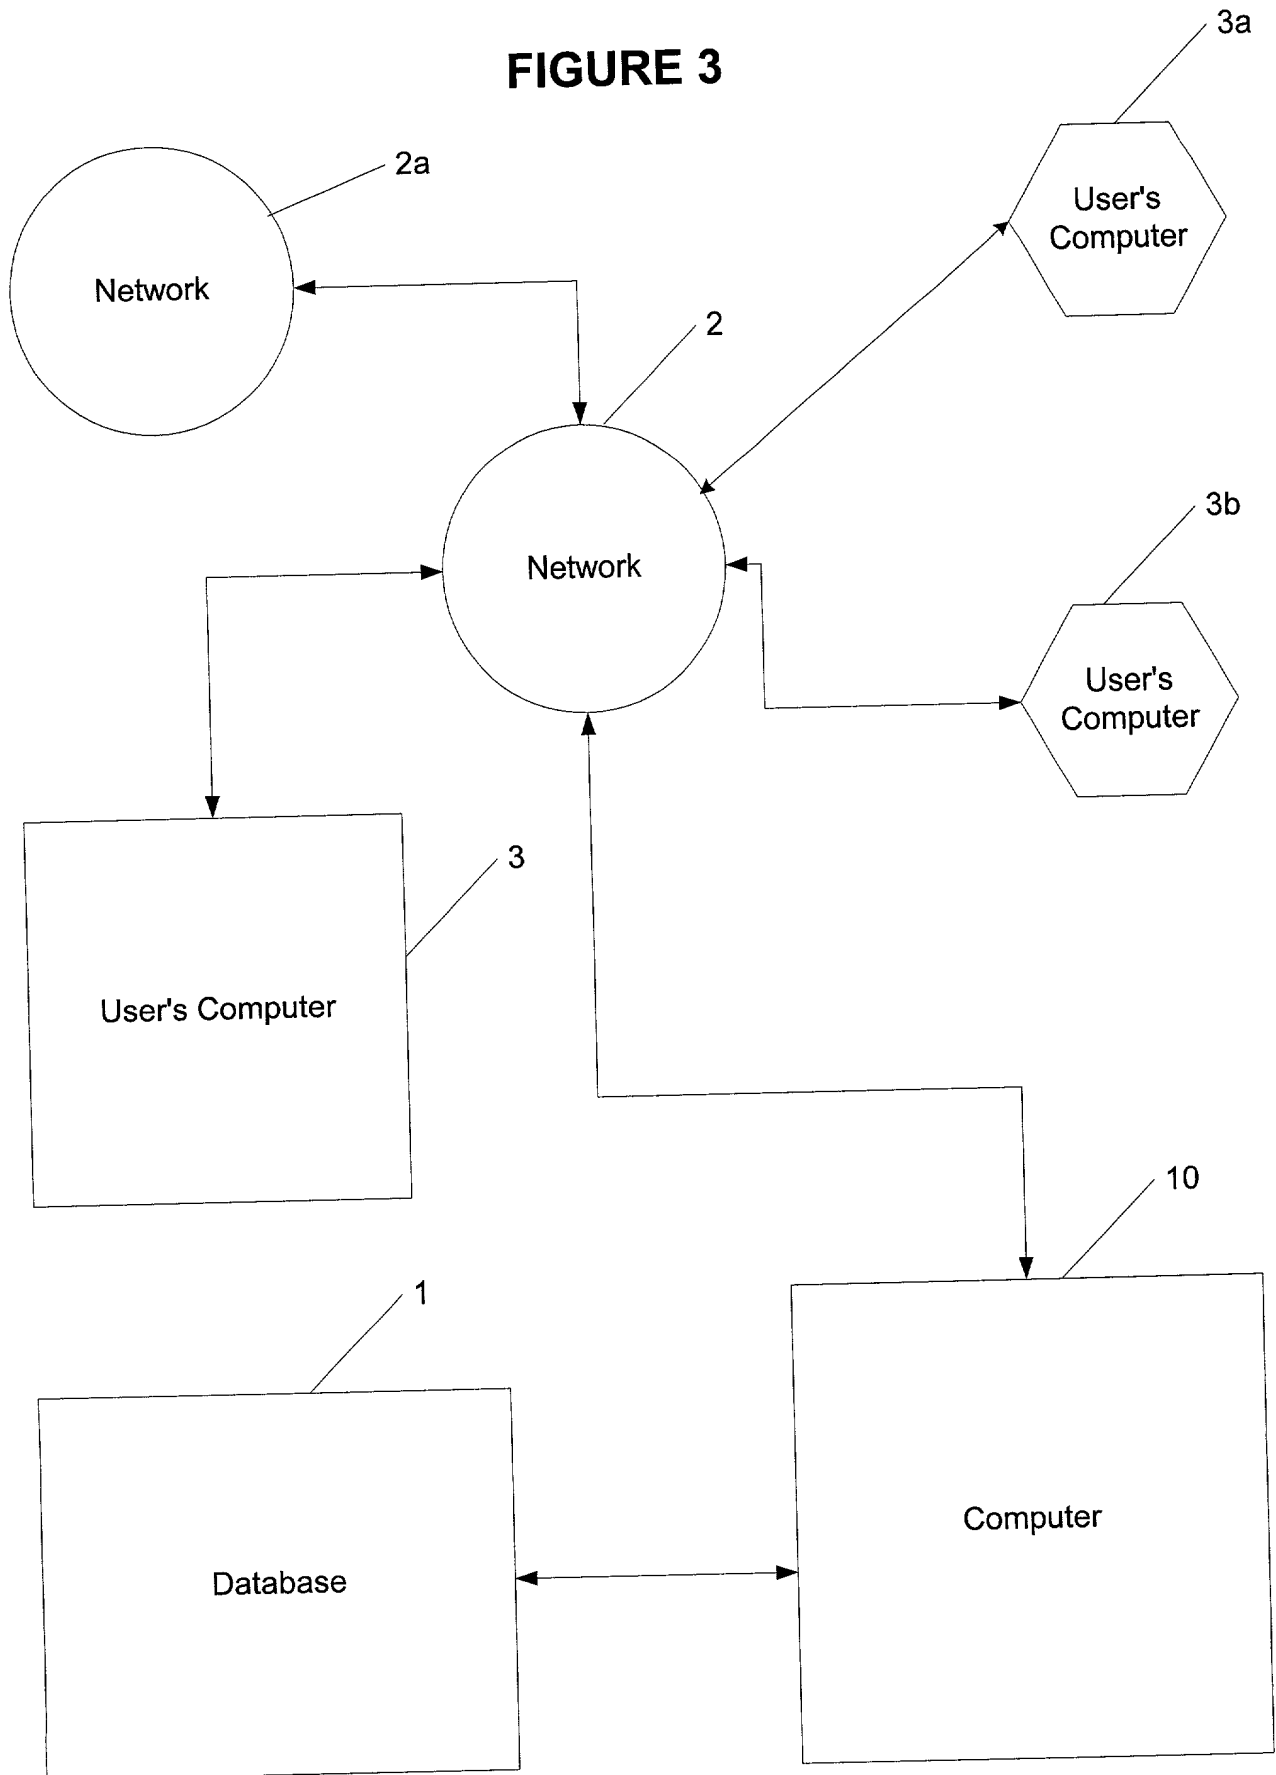 FIGURE 3
3a
2a
User's
Computer
Network
2
3b
Network
User's
Computer
3
User's Computer
10
1
Computer
Database